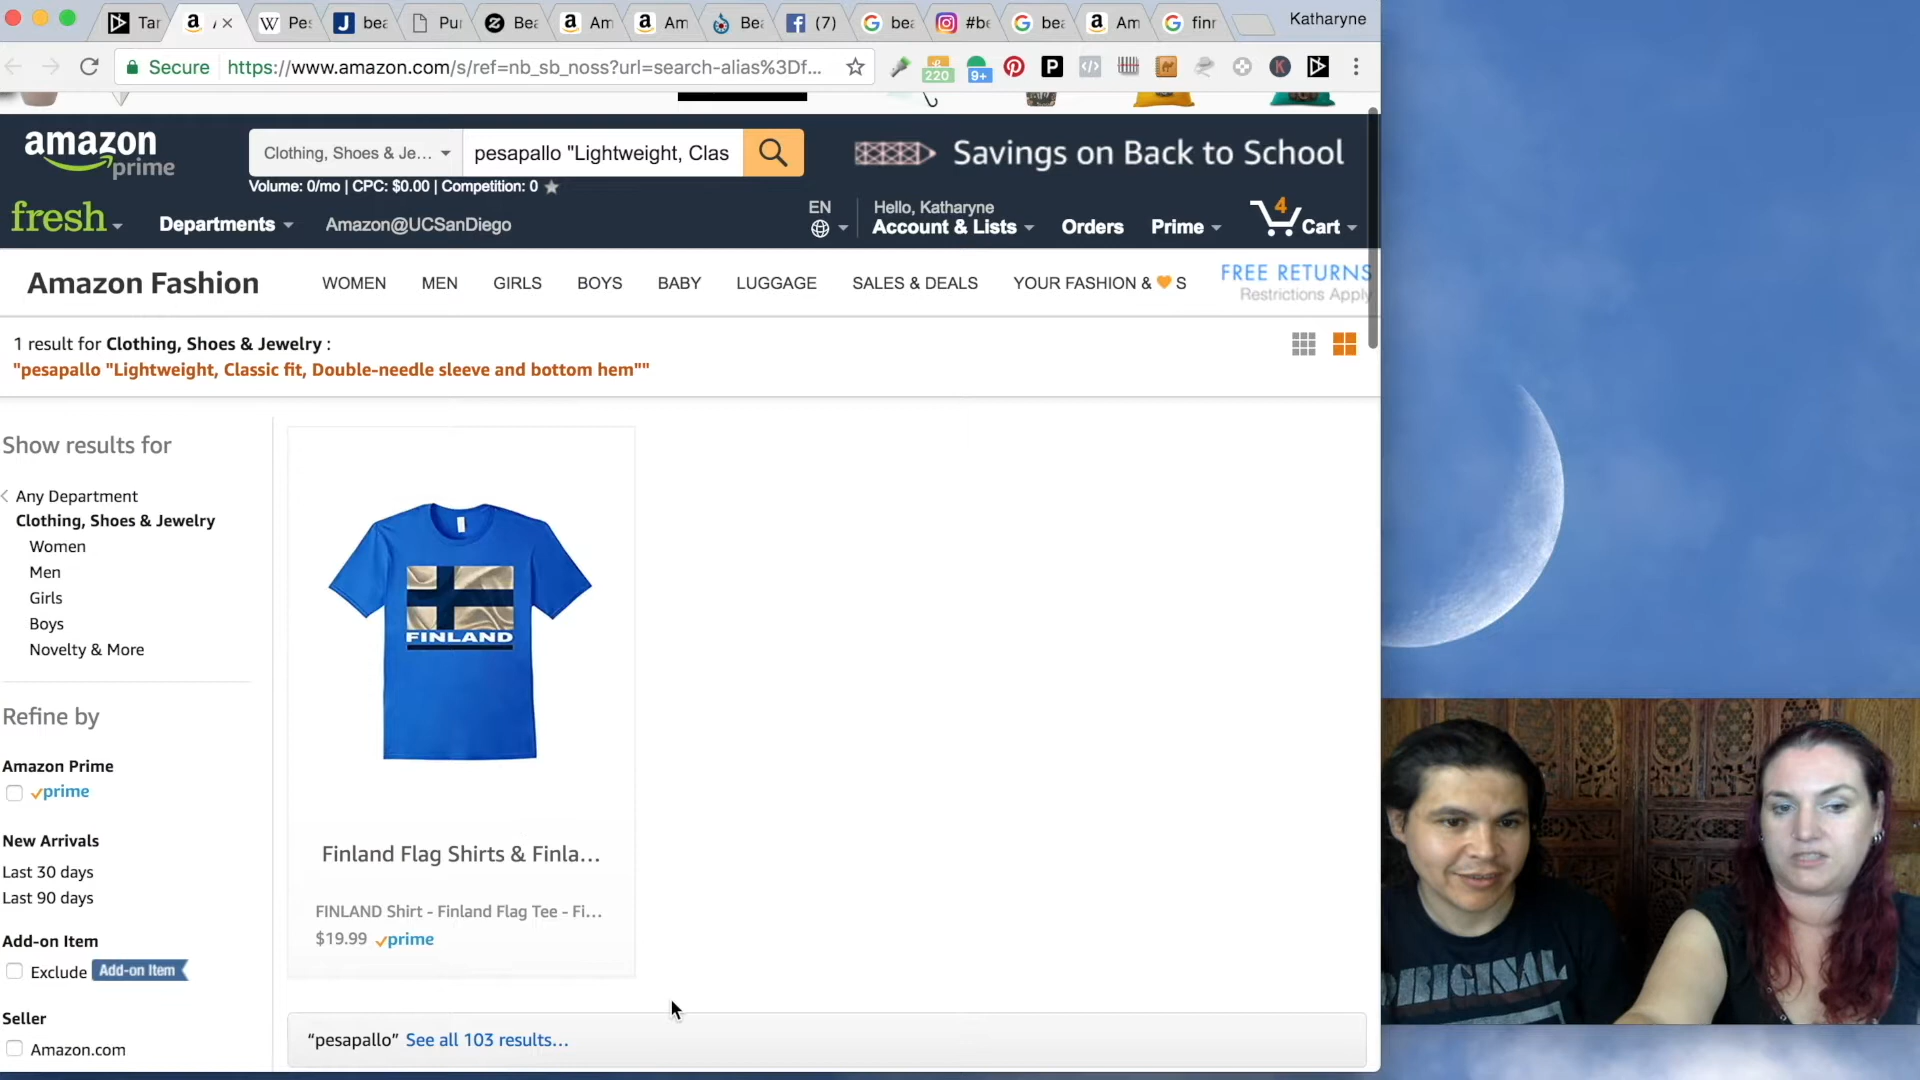 Tar
Pes
bea
Pur
Bea
Am
Am
Bea
(7)
bea
#be
bea
Am
finr
Katharyne
Secure
https://www.amazon.com/s/ref=nb_sb_noss?url=search-alias%3Df...
220
9+
amazon
prime
Clothing, Shoes & Je...
pesapallo "Lightweight, Clas
Savings on Back to School
Volume: 0/mo | CPC: $0.00 | Competition: 0
fresh
Departments
Amazon@UCSanDiego
EN
Hello, Katharyne
Account & Lists
Orders
Prime
4
Cart
Amazon Fashion
WOMEN
MEN
GIRLS
BOYS
BABY
LUGGAGE
SALES & DEALS
YOUR FASHION & 🧡 S
FREE RETURNS
Restrictions Apply
1 result for Clothing, Shoes & Jewelry :
"pesapallo "Lightweight, Classic fit, Double-needle sleeve and bottom hem""
Show results for
Any Department
Clothing, Shoes & Jewelry
Women
Men
Girls
Boys
Novelty & More
Refine by
Amazon Prime
prime
New Arrivals
Last 30 days
Last 90 days
Add-on Item
Exclude Add-on Item
Seller
Amazon.com
FINLAND
Finland Flag Shirts & Finla...
FINLAND Shirt - Finland Flag Tee - Fi...
$19.99 prime
“pesapallo” See all 103 results...
ORIGINAL